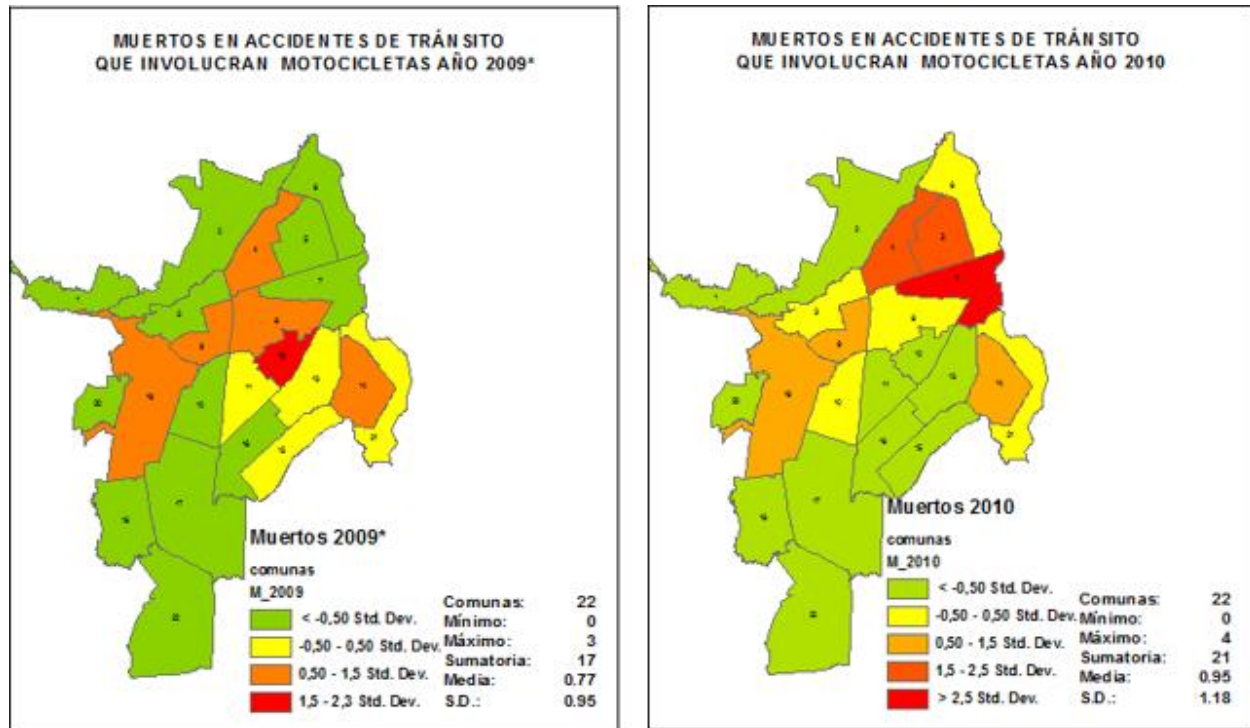 MUERTOS EN ACCIDENTES DE TRÁNSITO
QUE INVOLUCRAN MOTOCICLETAS AÑO 2009*
Muertos 2009*
comunas
M_2009
< -0,50 Std. Dev.
-0,50 - 0,50 Std. Dev.
0,50 - 1,5 Std. Dev.
1,5 - 2,3 Std. Dev.
Comunas: 22
Mínimo: 0
Máximo: 3
Sumatoria: 17
Media: 0.77
S.D.: 0.95
MUERTOS EN ACCIDENTES DE TRÁNSITO
QUE INVOLUCRAN MOTOCICLETAS AÑO 2010
Muertos 2010
comunas
M_2010
< -0,50 Std. Dev.
-0,50 - 0,50 Std. Dev.
0,50 - 1,5 Std. Dev.
1,5 - 2,5 Std. Dev.
> 2,5 Std. Dev.
Comunas: 22
Mínimo: 0
Máximo: 4
Sumatoria: 21
Media: 0.95
S.D.: 1.18